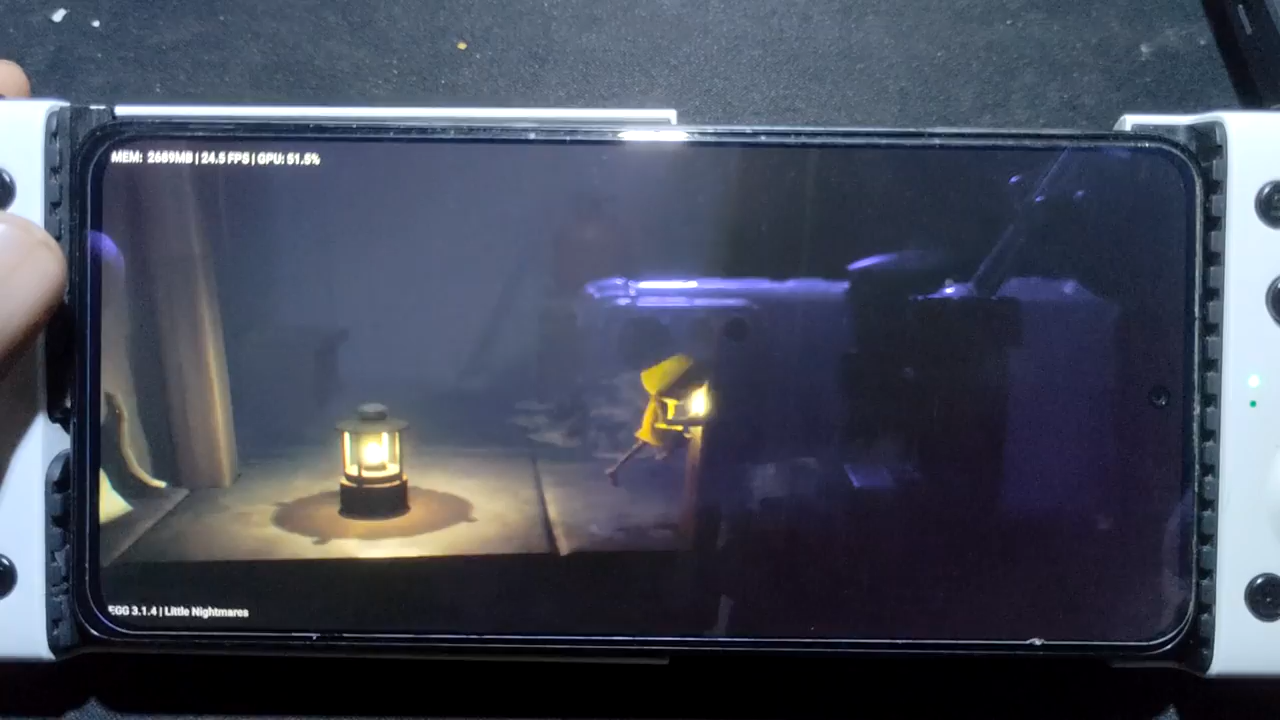 MEM: 2689MB | 24.5 FPS | GPU: 51.5%
EGG 3.1.4 | Little Nightmares